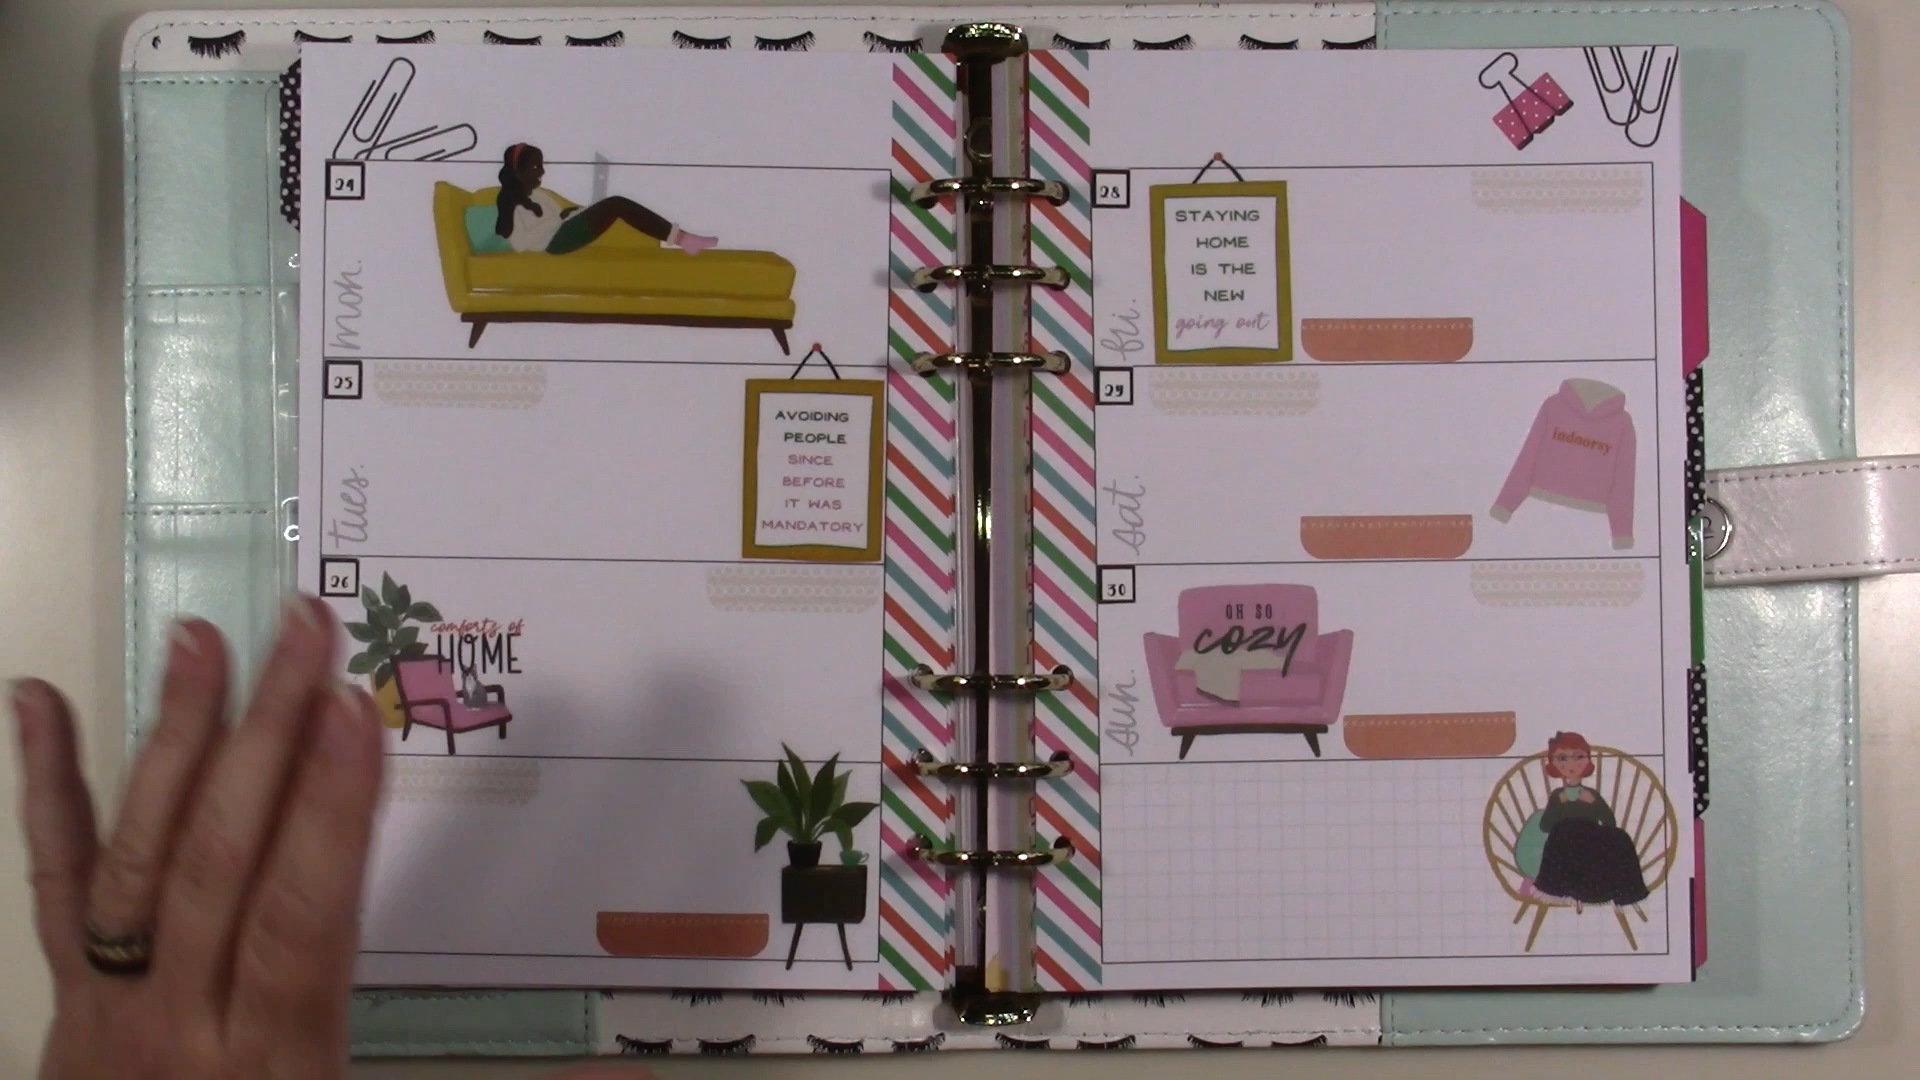 24
mon.
25
tues.
AVOIDING
PEOPLE
SINCE
BEFORE
IT WAS
MANDATORY
26
comforts of
HOME
28
fri.
STAYING
HOME
IS THE
NEW
going out
29
sat.
indoorsy
30
sun.
OH SO
cozy